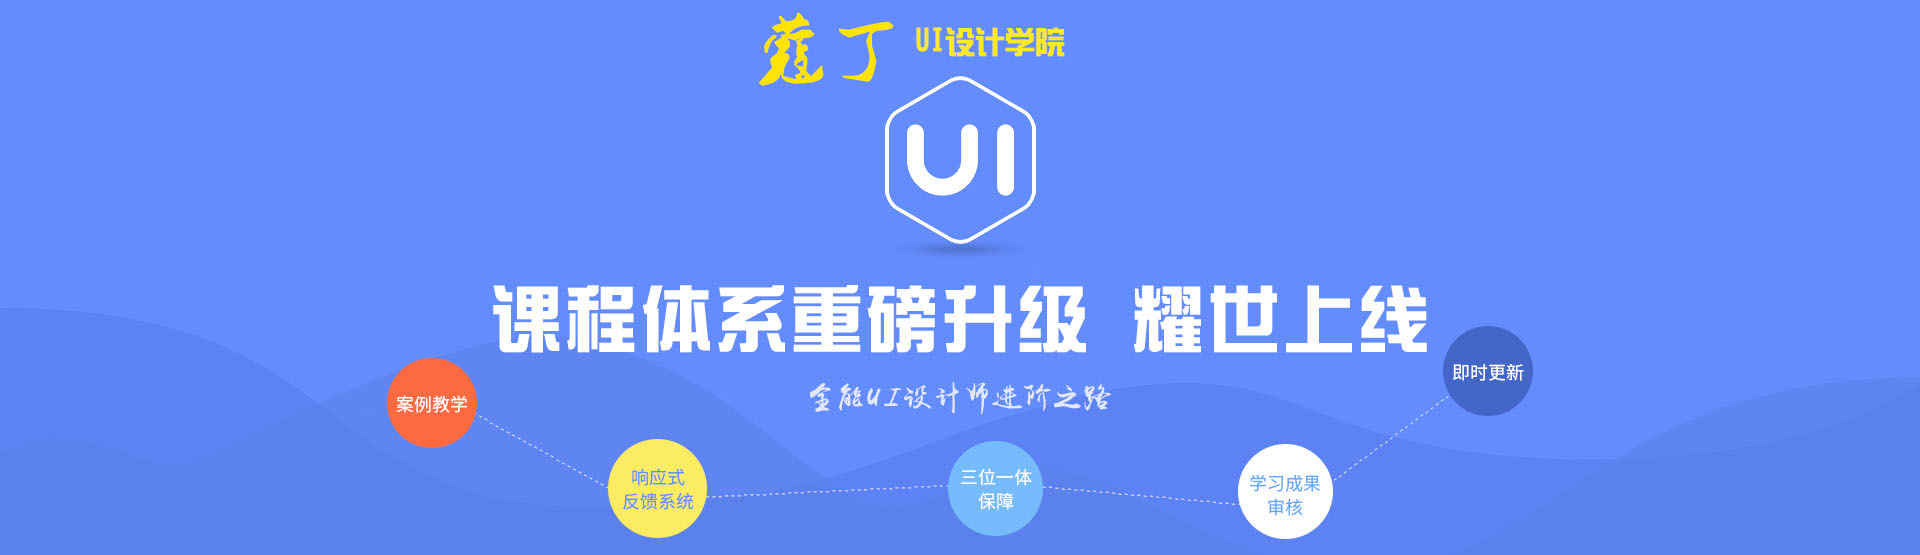 蔻丁 UI设计学院
UI
课程体系重磅升级 耀世上线
全能UI设计师进阶之路
案例教学
响应式
反馈系统
三位一体
保障
学习成果
审核
即时更新